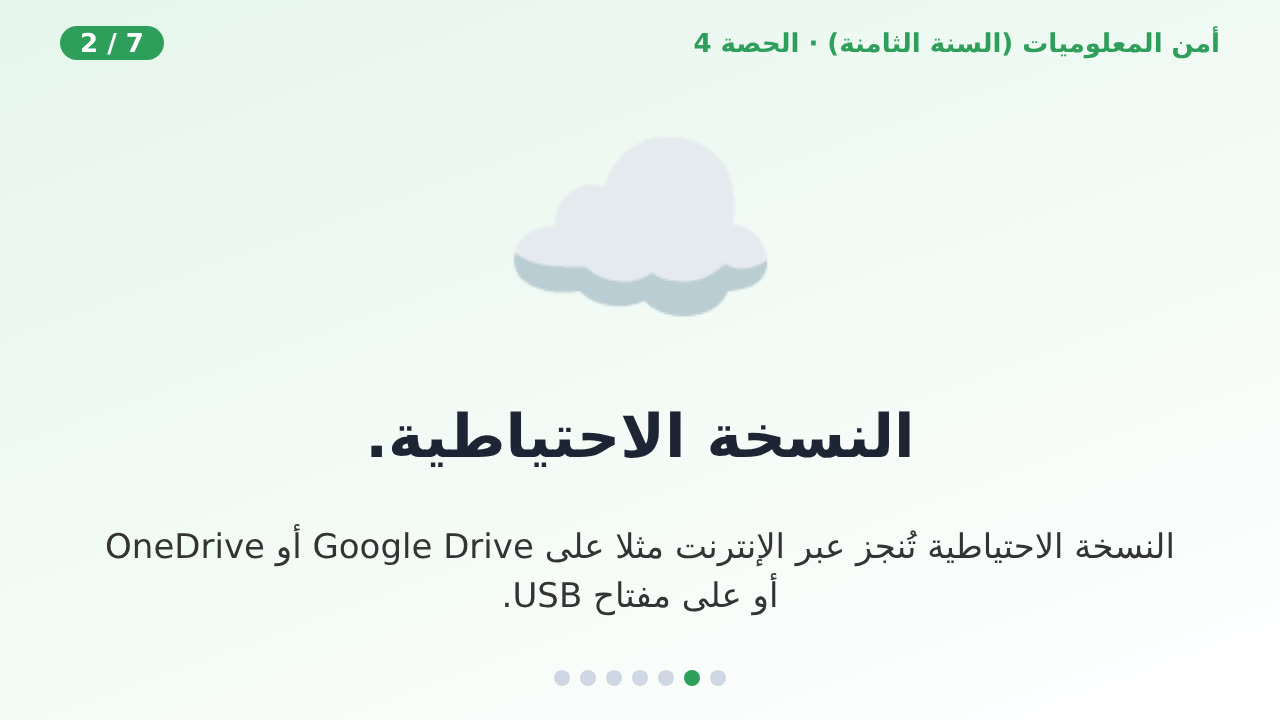 أمن المعلوميات (السنة الثامنة) · الحصة 4
2 / 7
النسخة الاحتياطية.
النسخة الاحتياطية تُنجز عبر الإنترنت مثلا على Google Drive أو OneDrive
أو على مفتاح USB.